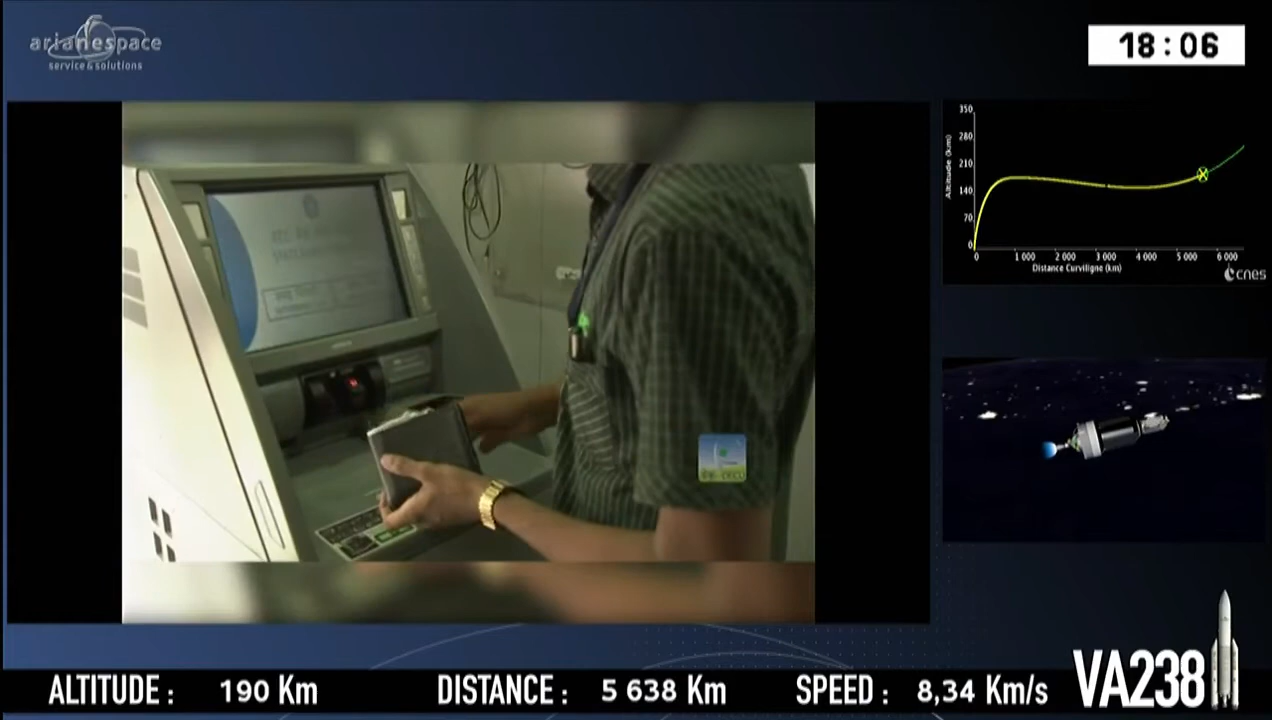 arianespace
service & solutions
18:06
350
280
210
140
70
0
Altitude (km)
0 1 000 2 000 3 000 4 000 5 000 6 000
Distance Curviligne (km)
cnes
ALTITUDE : 190 Km DISTANCE : 5 638 Km SPEED : 8,34 Km/s VA238